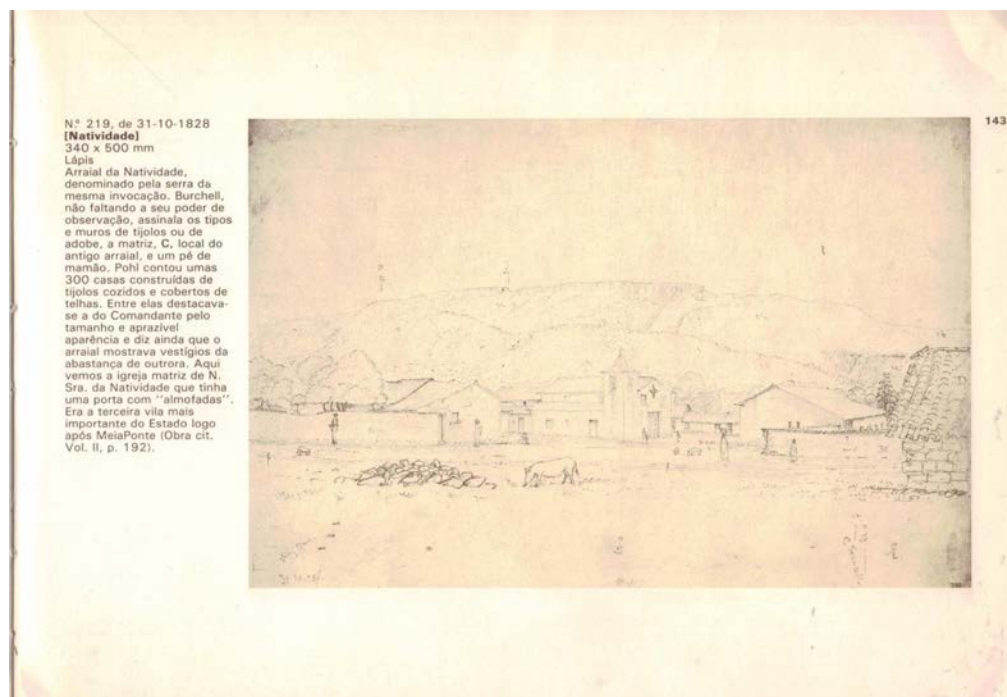 N.º 219, de 31-10-1828
[Natividade]
340 x 500 mm
Lápis
Arraial da Natividade,
denominado pela serra da
mesma invocação. Burchell,
não faltando a seu poder de
observação, assinala os tipos
e muros de tijolos ou de
adobe, a matriz, C, local do
antigo arraial, e um pé de
mamão. Pohl contou umas
300 casas construídas de
tijolos cozidos e cobertos de
telhas. Entre elas destacava-
se a do Comandante pelo
tamanho e aprazível
aparência e diz ainda que o
arraial mostrava vestígios da
abastança de outrora. Aqui
vemos a igreja matriz de N.
Sra. da Natividade que tinha
uma porta com "almofadas".
Era a terceira vila mais
importante do Estado logo
após MeiaPonte (Obra cit.
Vol. II, p. 192).
143